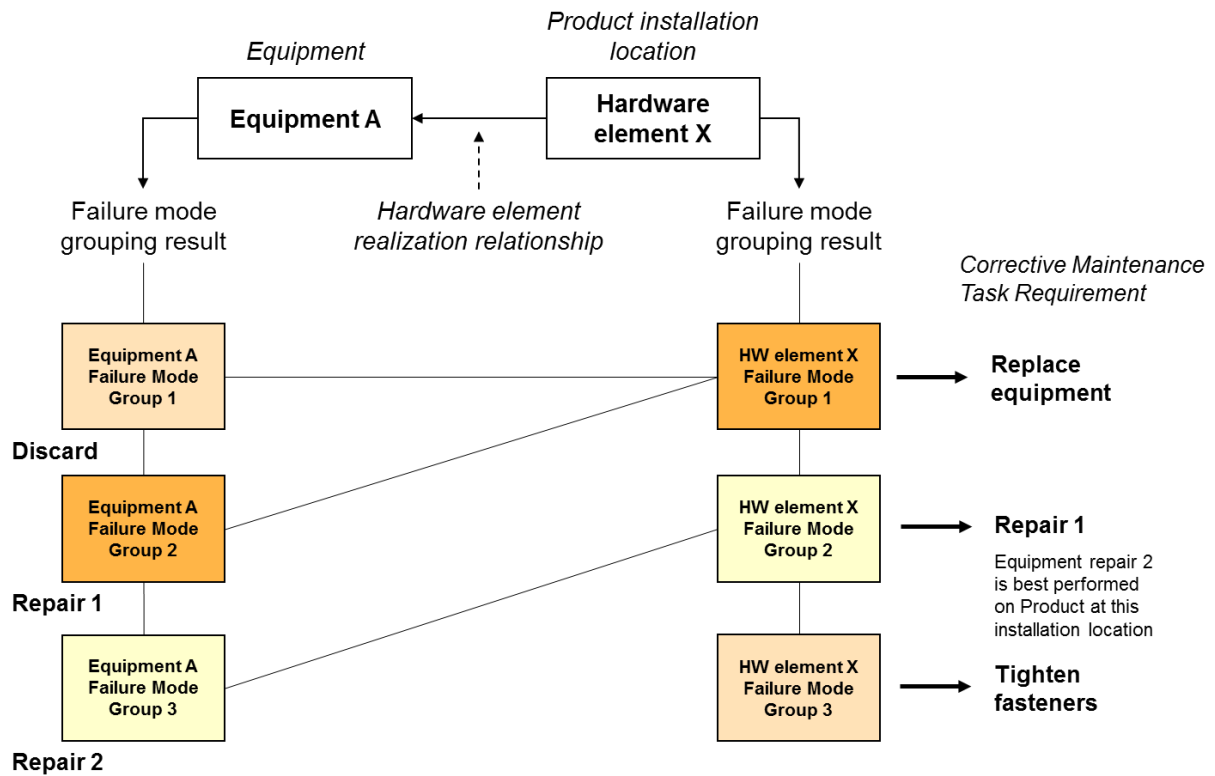 Product installation
location
Equipment
Equipment A
Hardware
element X
Failure mode
grouping result
Hardware element
realization relationship
Failure mode
grouping result
Corrective Maintenance
Task Requirement
Equipment A
Failure Mode
Group 1
HW element X
Failure Mode
Group 1
Replace
equipment
Discard
Equipment A
Failure Mode
Group 2
HW element X
Failure Mode
Group 2
Repair 1
Equipment repair 2
is best performed
on Product at this
installation location
Repair 1
Equipment A
Failure Mode
Group 3
HW element X
Failure Mode
Group 3
Tighten
fasteners
Repair 2